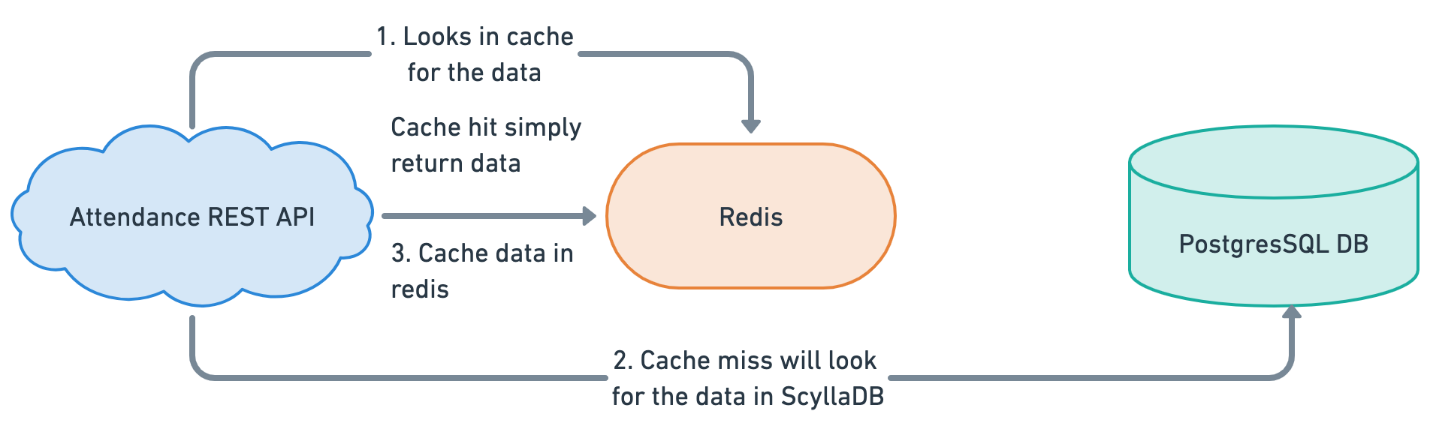 1. Looks in cache
for the data
Cache hit simply
return data
Attendance REST API
Redis
PostgresSQL DB
3. Cache data in
redis
2. Cache miss will look
for the data in ScyllaDB